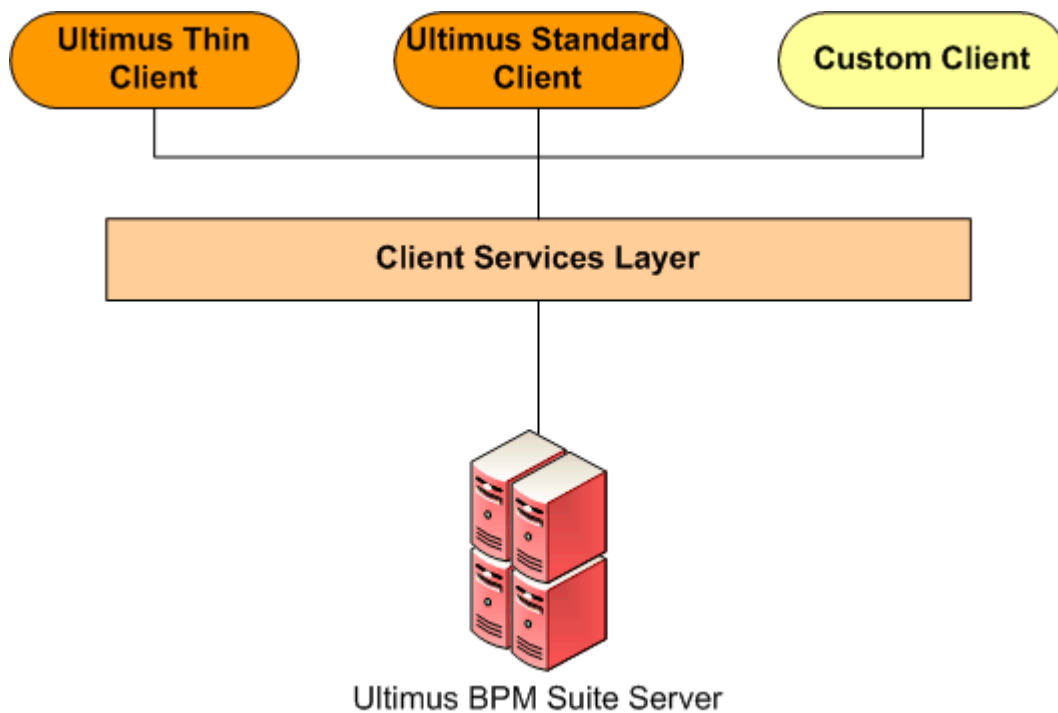 Ultimus Thin
Client
Ultimus Standard
Client
Custom Client
Client Services Layer
Ultimus BPM Suite Server